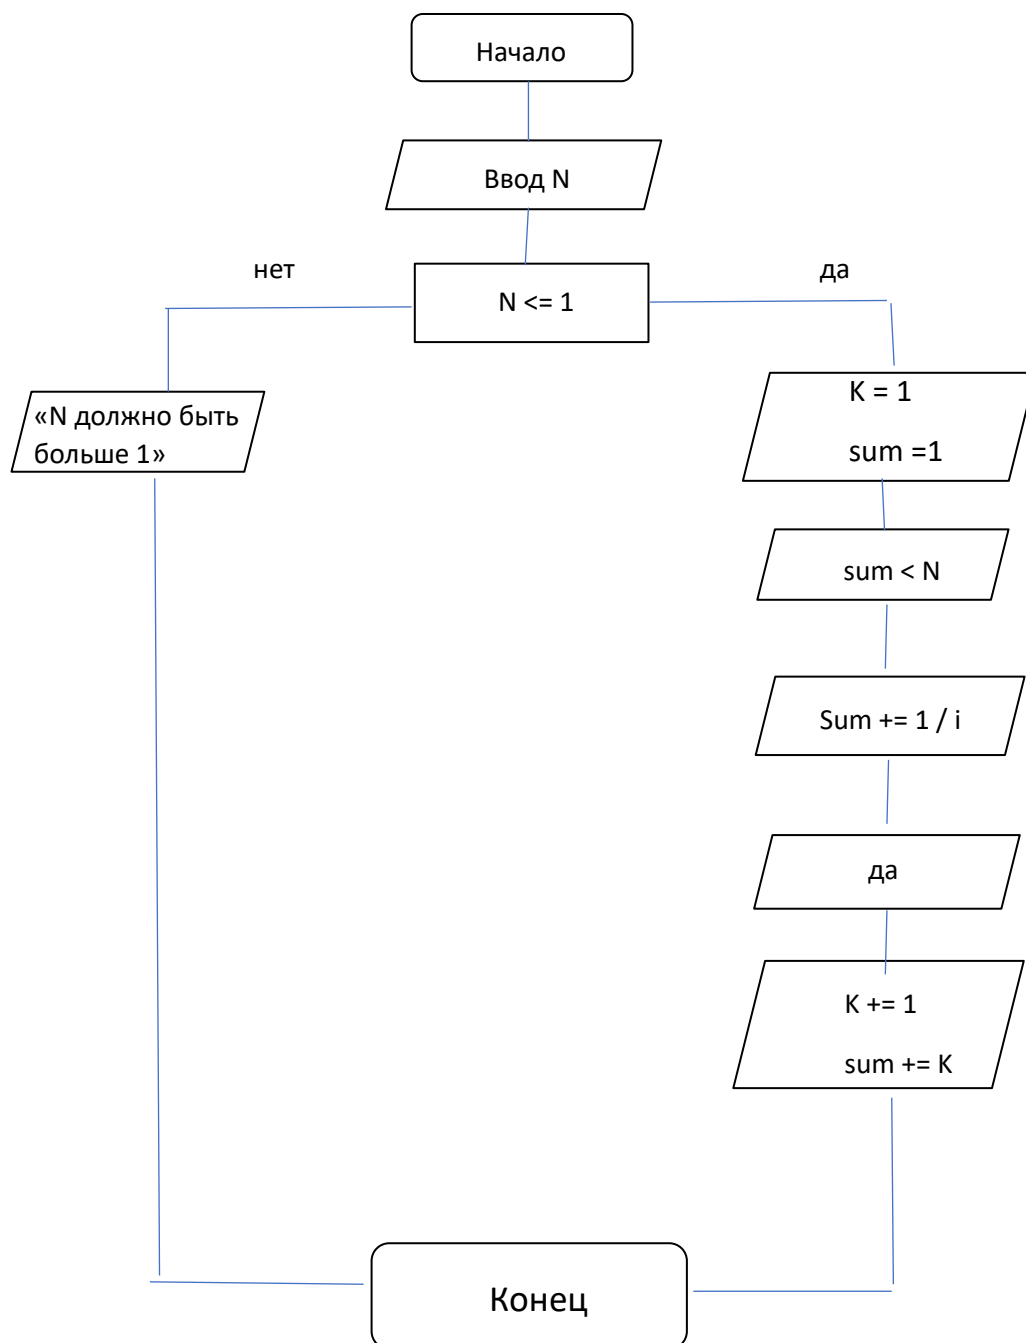 Начало
Ввод N
нет
да
N <= 1
«N должно быть
больше 1»
K = 1
sum =1
sum < N
Sum += 1 / i
да
K += 1
sum += K
Конец